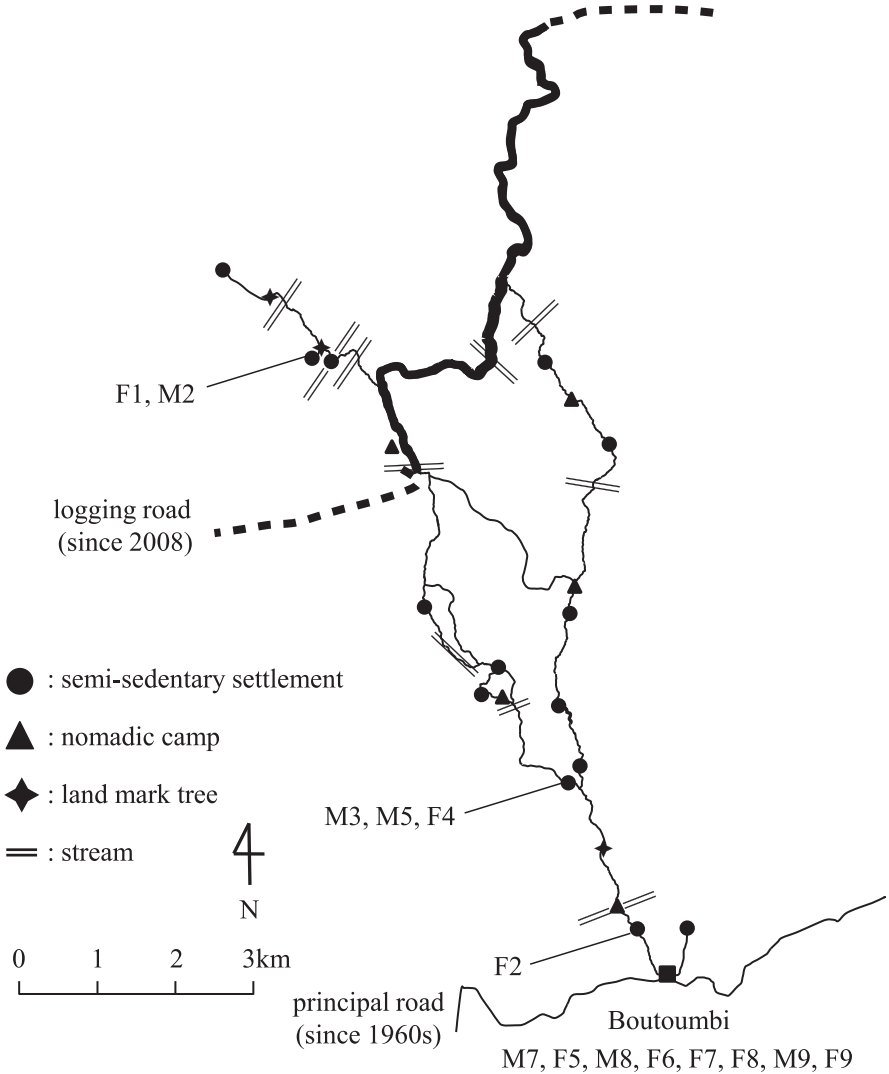 F1, M2
logging road
(since 2008)
: semi-sedentary settlement
: nomadic camp
: land mark tree
: stream
N
M3, M5, F4
F2
0 1 2 3km
principal road
(since 1960s)
Boutoumbi
M7, F5, M8, F6, F7, F8, M9, F9